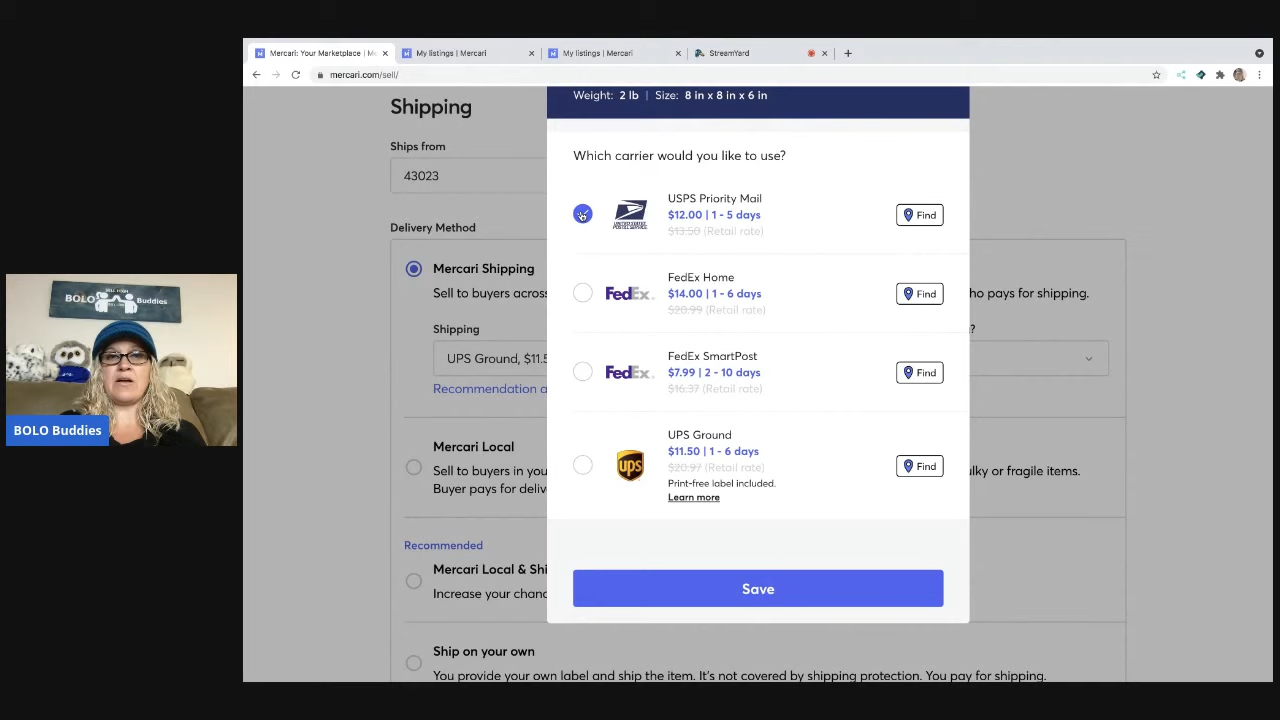 Mercari: Your Marketplace | M
My listings | Mercari
My listings | Mercari
StreamYard
mercari.com/sell/
Shipping
Weight: 2 lb | Size: 8 in x 8 in x 6 in
Ships from
Which carrier would you like to use?
43023
USPS Priority Mail
$12.00 | 1 - 5 days
Find
$13.50 (Retail rate)
Delivery Method
Mercari Shipping
FedEx Home
Sell to buyers across
FedEx
$14.00 | 1 - 6 days
Find
ho pays for shipping.
$20.99 (Retail rate)
Shipping
?
UPS Ground, $11.5
FedEx SmartPost
FedEx
$7.99 | 2 - 10 days
Find
Recommendation a
$16.37 (Retail rate)
Mercari Local
UPS Ground
$11.50 | 1 - 6 days
Sell to buyers in you
ups
$20.97 (Retail rate)
Find
ulky or fragile items.
Buyer pays for deliv
Print-free label included.
Learn more
Recommended
Mercari Local & Shi
Increase your chanc
Save
Ship on your own
You provide your own label and ship the item. It's not covered by shipping protection. You pay for shipping.
BOLO Buddies
BOLO Buddies